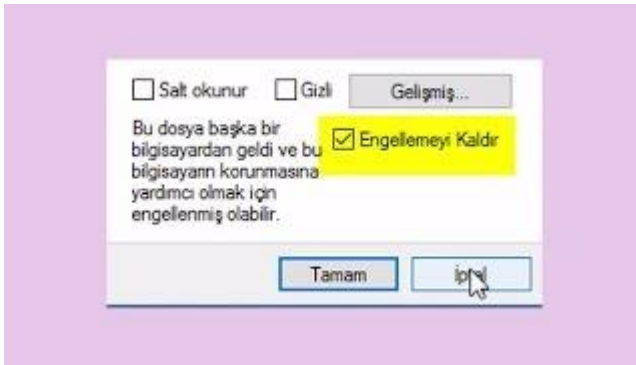 Salt okunur Gizli Gelişmiş...
Bu dosya başka bir
bilgisayardan geldi ve bu
bilgisayarın korunmasına
yardımcı olmak için
engellenmiş olabilir.
Engellemeyi Kaldır
Tamam İptal